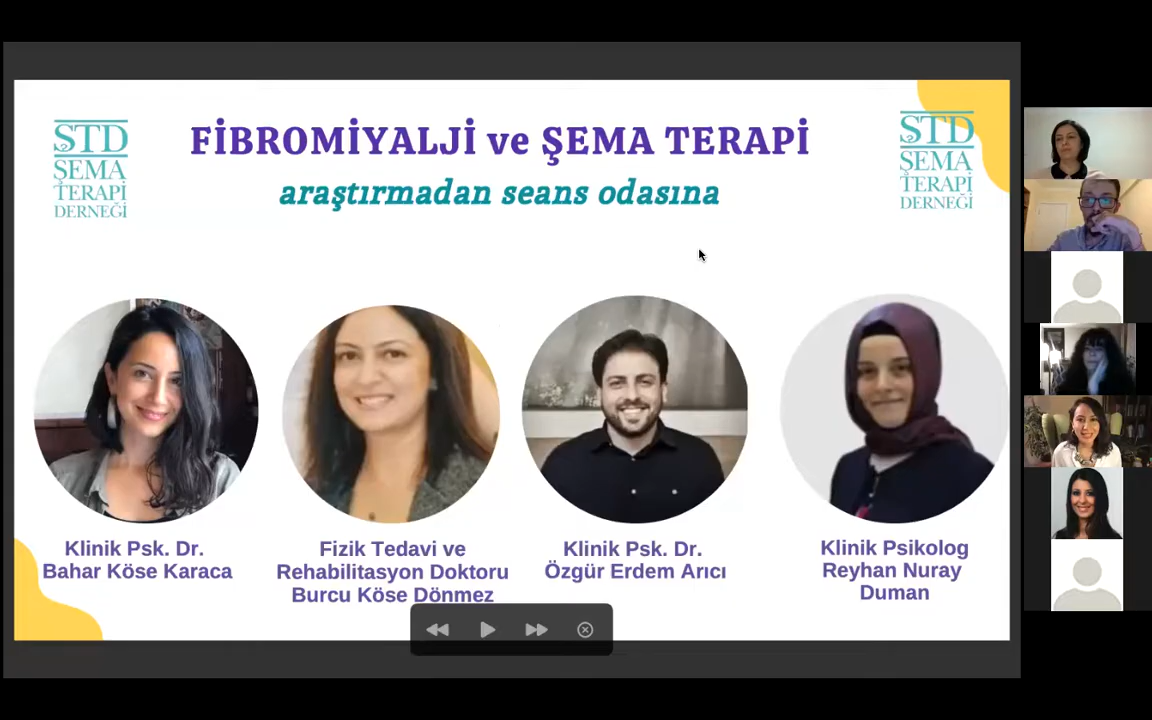 STD
ŞEMA
TERAPİ
DERNEĞİ
FİBROMİYALJİ ve ŞEMA TERAPİ
araştırmadan seans odasına
STD
ŞEMA
TERAPİ
DERNEĞİ
Klinik Psk. Dr.
Bahar Köse Karaca
Fizik Tedavi ve
Rehabilitasyon Doktoru
Burcu Köse Dönmez
Klinik Psk. Dr.
Özgür Erdem Arıcı
Klinik Psikolog
Reyhan Nuray
Duman